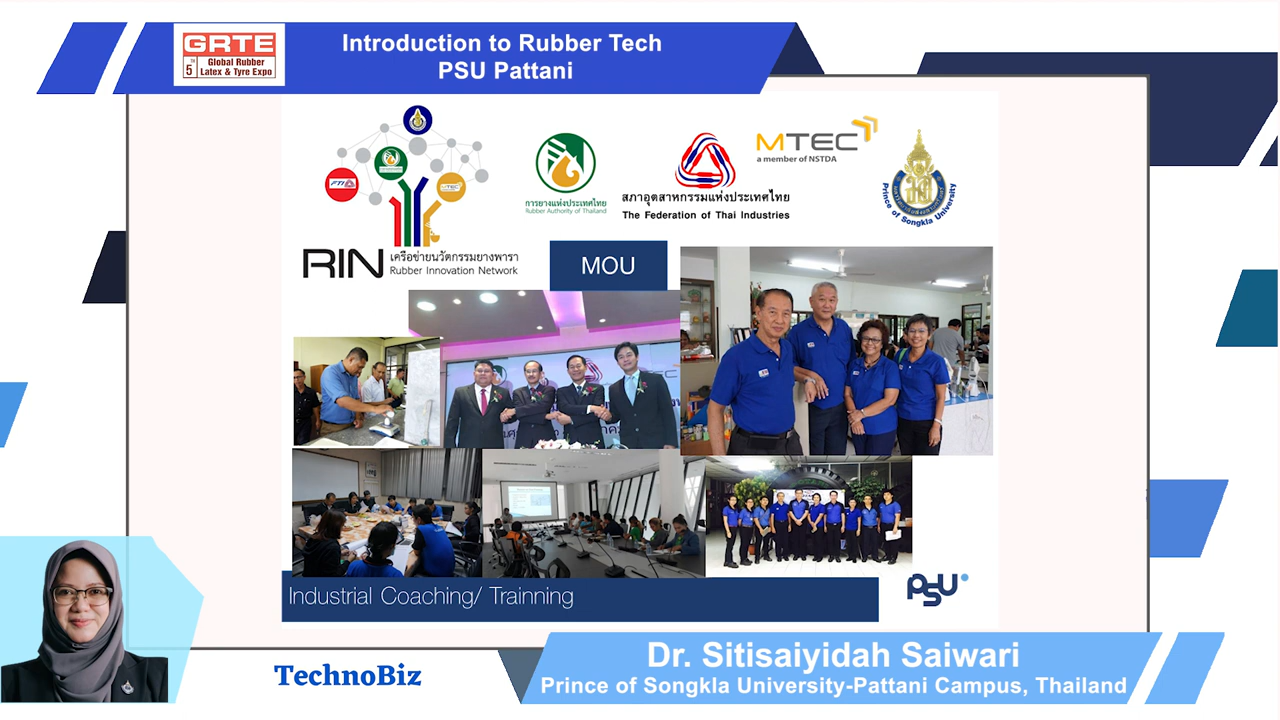 GRTE
5
to
Global Rubber
Latex & Tyre Expo
Introduction to Rubber Tech
PSU Pattani
FTI
MTEC
RIN
เครือข่ายนวัตกรรมยางพารา
Rubber Innovation Network
การยางแห่งประเทศไทย
Rubber Authority of Thailand
สภาอุตสาหกรรมแห่งประเทศไทย
The Federation of Thai Industries
MTEC
a member of NSTDA
Prince of Songkla University
MOU
TEC
Industrial Coaching/ Trainning
PSU
TechnoBiz
Dr. Sitisaiyidah Saiwari
Prince of Songkla University-Pattani Campus, Thailand